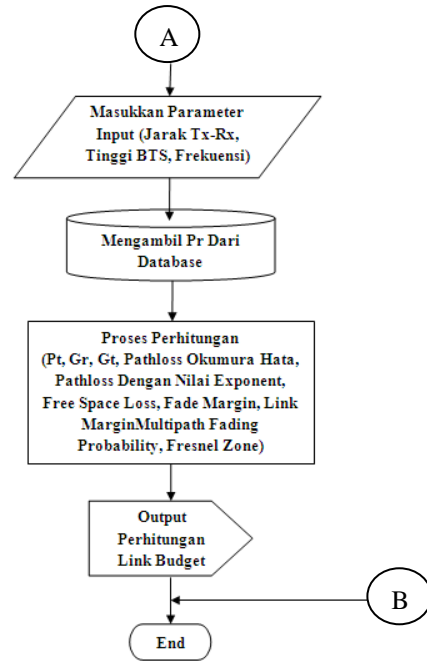 A
Masukkan Parameter
Input (Jarak Tx-Rx,
Tinggi BTS, Frekuensi)
Mengambil Pr Dari
Database
Proses Perhitungan
(Pt, Gr, Gt, Pathloss Okumura Hata,
Pathloss Dengan Nilai Exponent,
Free Space Loss, Fade Margin, Link
MarginMultipath Fading
Probability, Fresnel Zone)
Output
Perhitungan
Link Budget
B
End